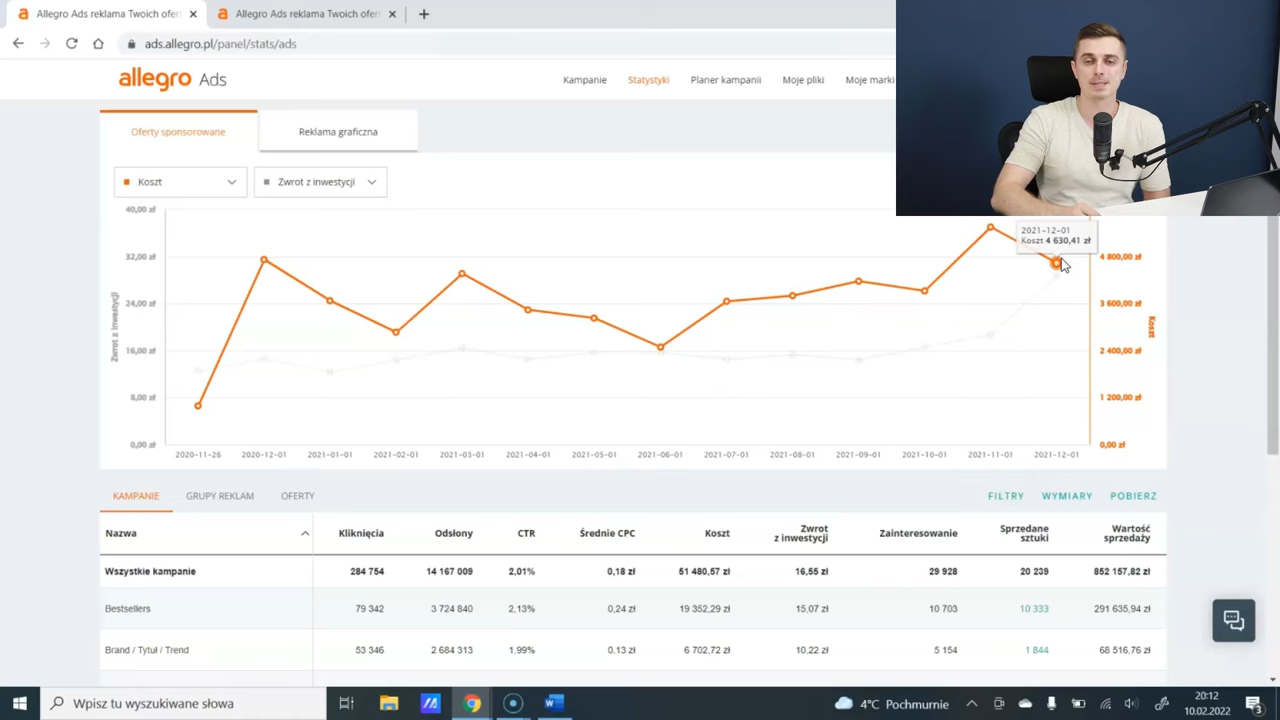 Allegro Ads reklama Twoich ofert
Allegro Ads reklama Twoich ofert
ads.allegro.pl/panel/stats/ads
allegro Ads
Kampanie Statystyki Planer kampanii Moje pliki Moje marki
Oferty sponsorowane Reklama graficzna
Koszt Zwrot z inwestycji
40,00 zł
2021-12-01
Koszt 4 630,41 zł
32,00 zł 4 800,00 zł
24,00 zł 3 600,00 zł
Zwrot z inwestycji
Koszt
16,00 zł 2 400,00 zł
8,00 zł 1 200,00 zł
0,00 zł 0,00 zł
2020-11-26 2020-12-01 2021-01-01 2021-02-01 2021-03-01 2021-04-01 2021-05-01 2021-06-01 2021-07-01 2021-08-01 2021-09-01 2021-10-01 2021-11-01 2021-12-01
KAMPANIE GRUPY REKLAM OFERTY FILTRY WYMIARY POBIERZ
Nazwa Kliknięcia Odsłony CTR Średnie CPC Koszt Zwrot z inwestycji Zainteresowanie Sprzedane sztuki Wartość sprzedaży
Wszystkie kampanie 284 754 14 167 009 2,01% 0,18 zł 51 480,57 zł 16,55 zł 29 928 20 239 852 157,82 zł
Bestsellers 79 342 3 724 840 2,13% 0,24 zł 19 352,29 zł 15,07 zł 10 703 10 333 291 635,94 zł
Brand / Tytuł / Trend 53 346 2 684 313 1.99% 0.13 zł 6 702,72 zł 10.22 zł 5 154 1 844 68 516,76 zł
Wpisz tu wyszukiwane słowa
4°C Pochmurnie
20:12
10.02.2022
3